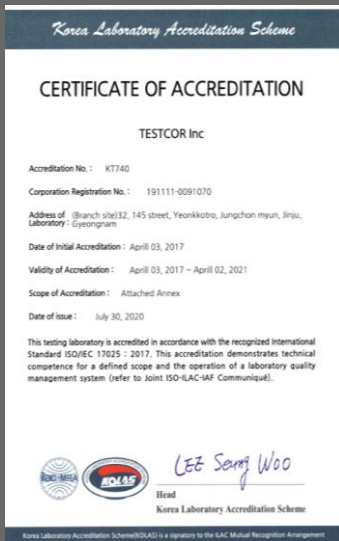 Korea Laboratory Accreditation Scheme
CERTIFICATE OF ACCREDITATION
TESTCOR Inc
Accreditation No. : KT740
Corporation Registration No. : 191111-0091070
Address of Laboratory : (Branch site)32, 145 street, Yeonkkotro, Jungchon myun, Jinju, Gyeongnam
Date of Initial Accreditation : Aprill 03, 2017
Validity of Accreditation : Aprill 03, 2017 ~ Aprill 02, 2021
Scope of Accreditation : Attached Annex
Date of issue : July 30, 2020
This testing laboratory is accredited in accordance with the recognized International
Standard ISO/IEC 17025 : 2017. This accreditation demonstrates technical
competence for a defined scope and the operation of a laboratory quality
management system (refer to Joint ISO-ILAC-IAF Communiqué).
LEE Seung Woo
ilac-MRA
KOLAS
Head
Korea Laboratory Accreditation Scheme
Korea Laboratory Accreditation Scheme(KOLAS) is a signatory to the ILAC Mutual Recognition Arrangement